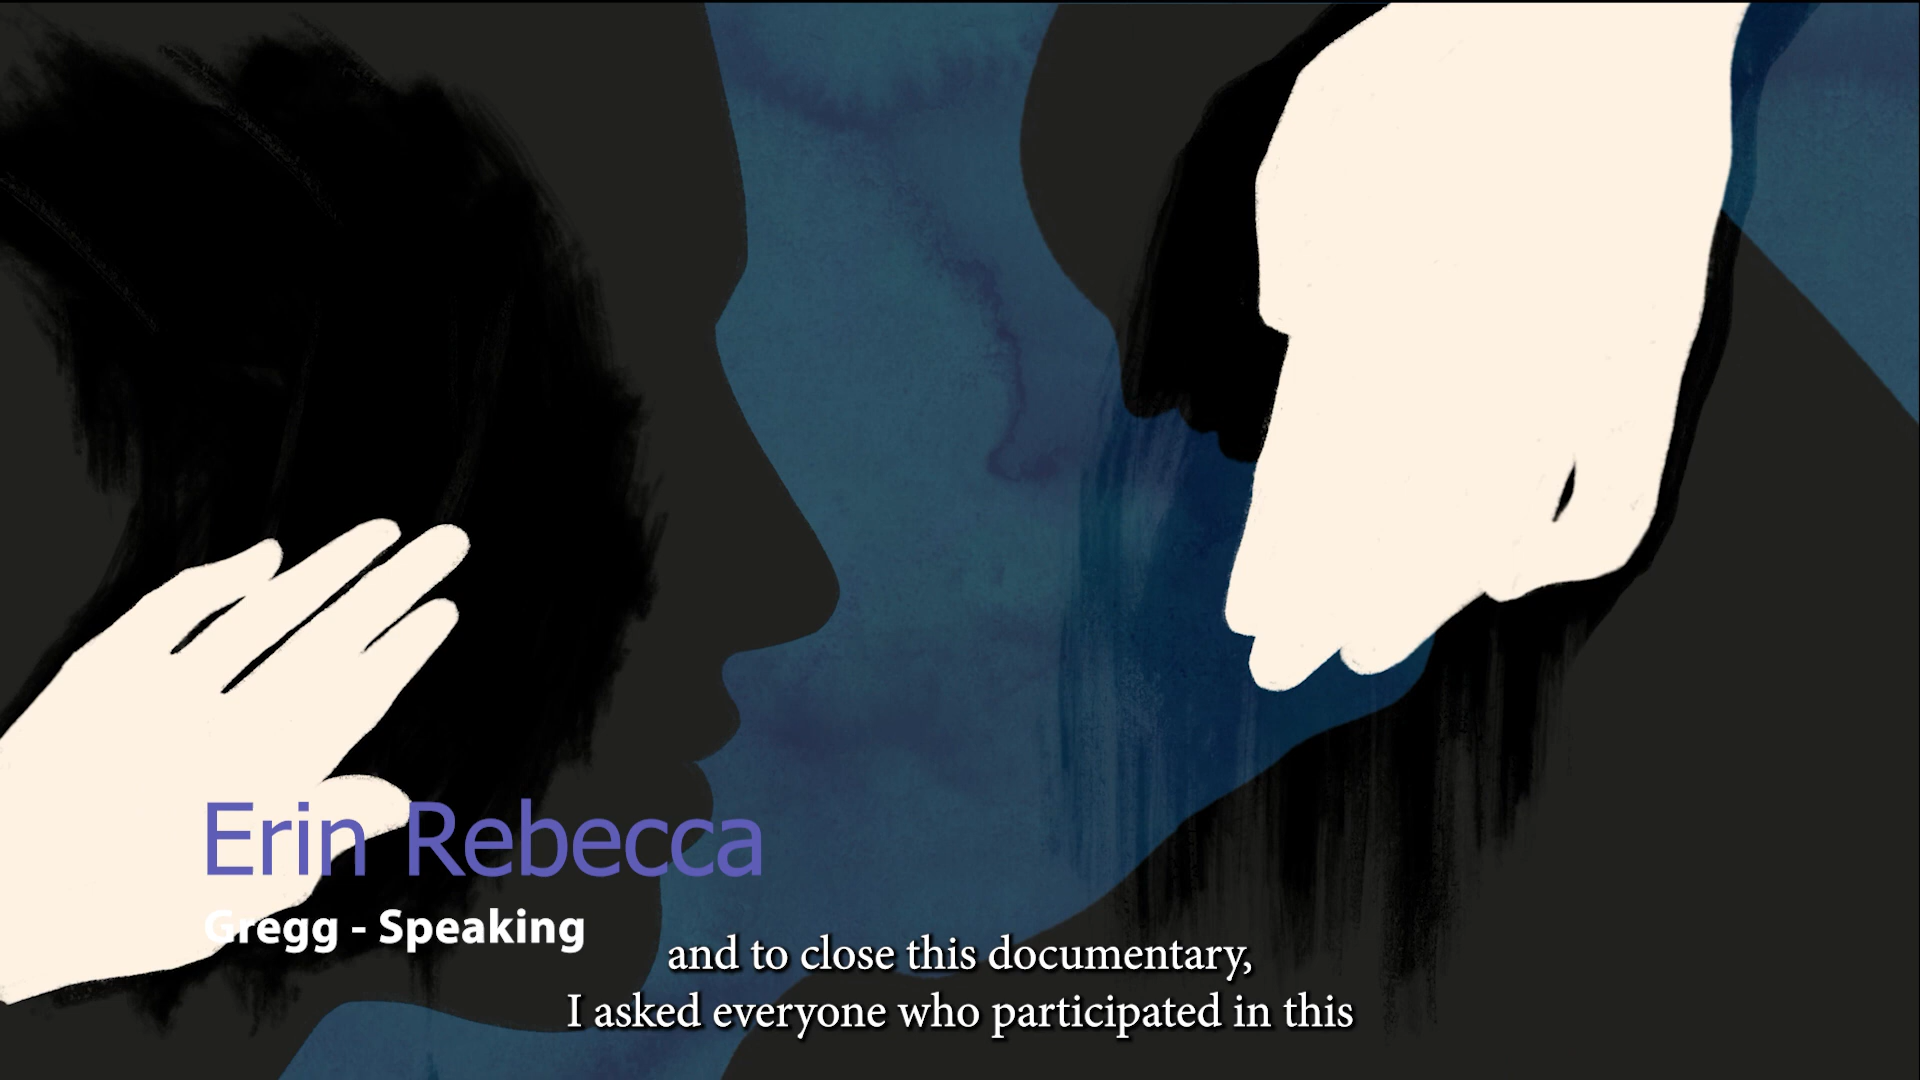 Erin Rebecca
Gregg - Speaking
and to close this documentary,
I asked everyone who participated in this